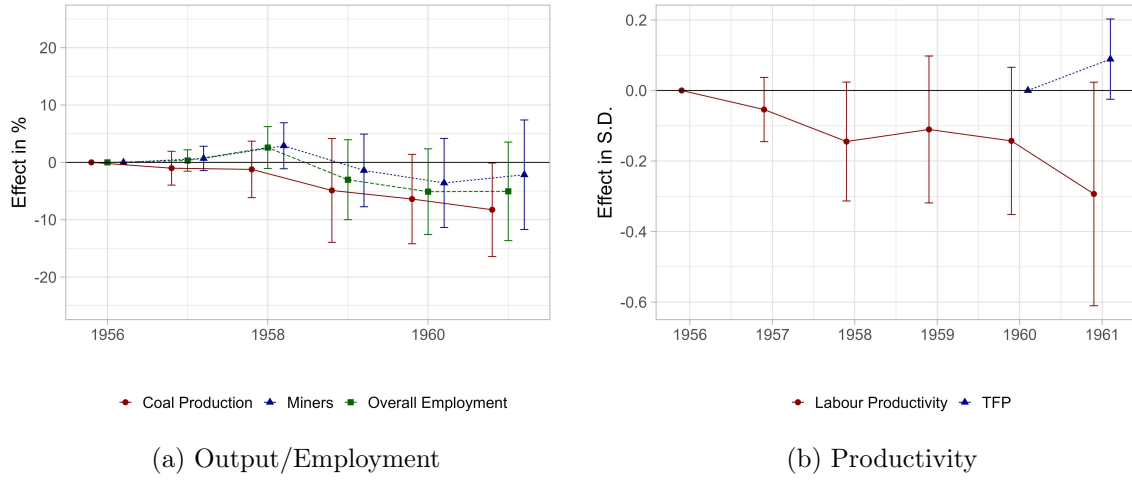 Effect in %
20
10
0
-10
-20
1956
1958
1960
Coal Production
Miners
Overall Employment
(a) Output/Employment
Effect in S.D.
0.2
0.0
-0.2
-0.4
-0.6
1956
1957
1958
1959
1960
1961
Labour Productivity
TFP
(b) Productivity